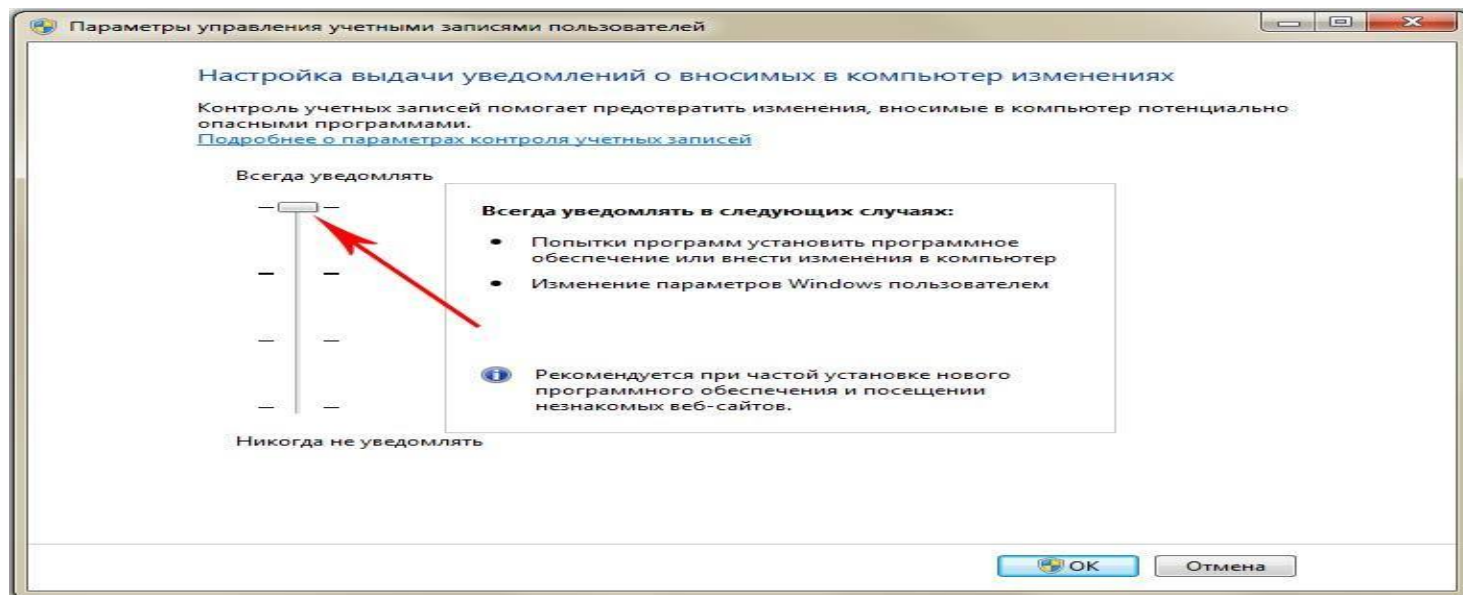 Параметры управления учетными записями пользователей
Настройка выдачи уведомлений о вносимых в компьютер изменениях
Контроль учетных записей помогает предотвратить изменения, вносимые в компьютер потенциально
опасными программами.
Подробнее о параметрах контроля учетных записей
Всегда уведомлять
Всегда уведомлять в следующих случаях:
Попытки программ установить программное
обеспечение или внести изменения в компьютер
Изменение параметров Windows пользователем
Рекомендуется при частой установке нового
программного обеспечения и посещении
незнакомых веб-сайтов.
Никогда не уведомлять
OK
Отмена